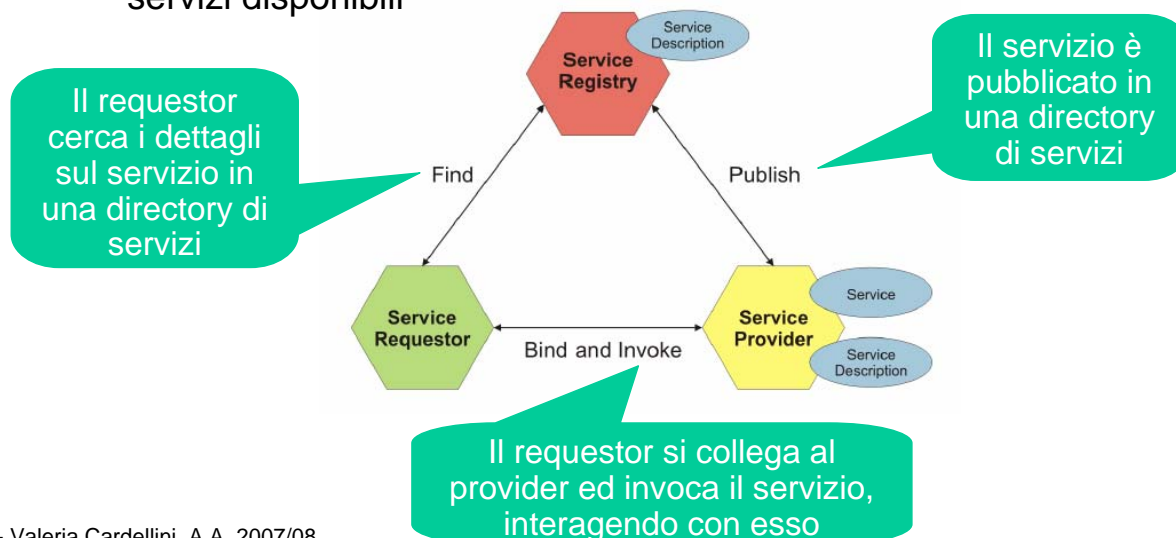 servizi disponibili
Service
Description
Service
Registry
Il requestor
cerca i dettagli
sul servizio in
una directory di
servizi
Il servizio è
pubblicato in
una directory
di servizi
Find
Publish
Service
Requestor
Bind and Invoke
Service
Provider
Service
Service
Description
Il requestor si collega al
provider ed invoca il servizio,
interagendo con esso
Valeria Cardellini, A.A. 2007/08